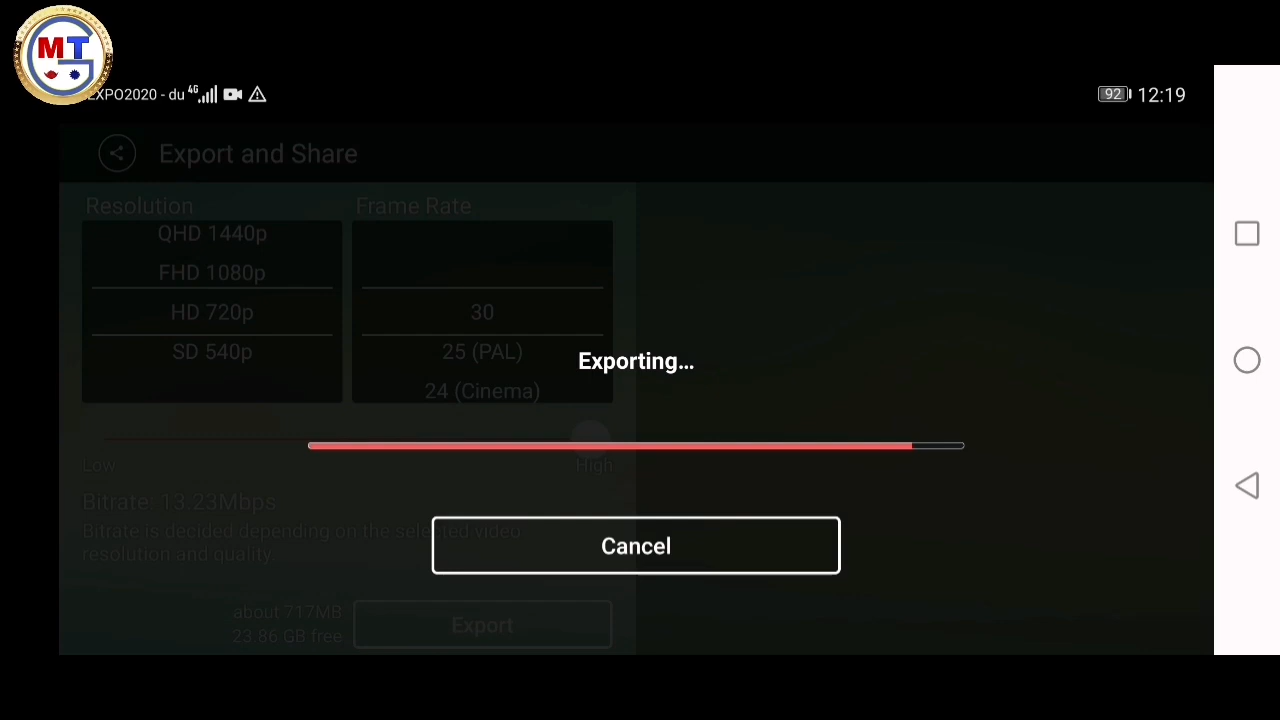 MT
G
EXPO2020 - du 4G
92 12:19
Export and Share
Resolution
Frame Rate
QHD 1440p
FHD 1080p
HD 720p
30
SD 540p
25 (PAL)
24 (Cinema)
Exporting...
Low
High
Bitrate: 13.23Mbps
Bitrate is decided depending on the selected video
resolution and quality.
Cancel
about 717MB
23.86 GB free
Export